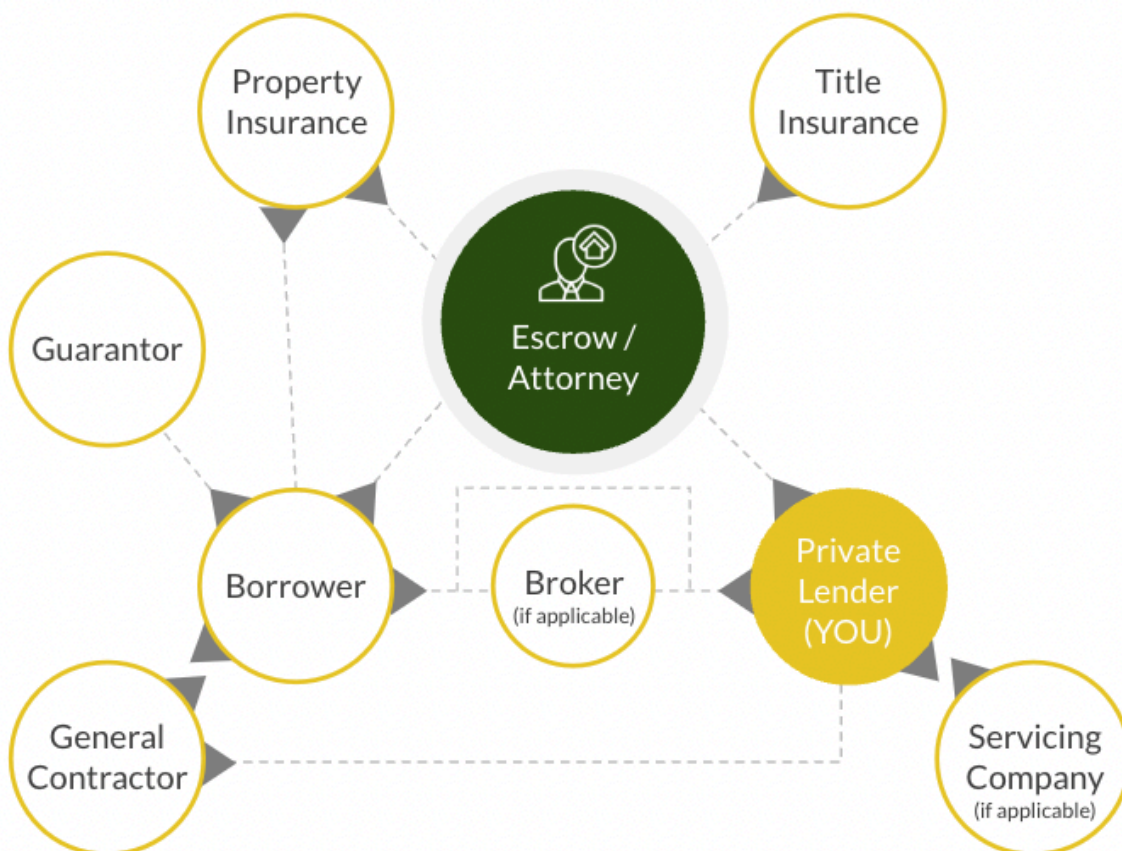 Property
Insurance
Title
Insurance
Escrow /
Attorney
Guarantor
Borrower
Broker
(if applicable)
Private
Lender
(YOU)
General
Contractor
Servicing
Company
(if applicable)